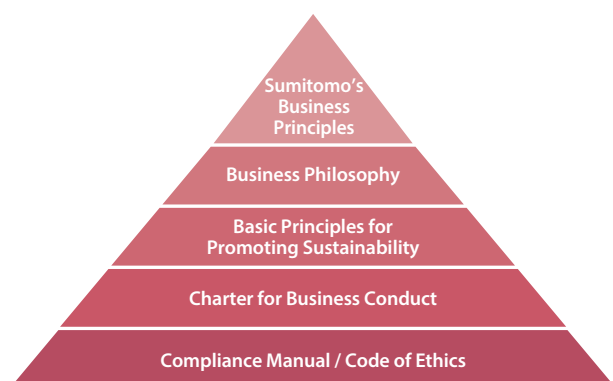 Sumitomo’s
Business
Principles
Business Philosophy
Basic Principles for
Promoting Sustainability
Charter for Business Conduct
Compliance Manual / Code of Ethics